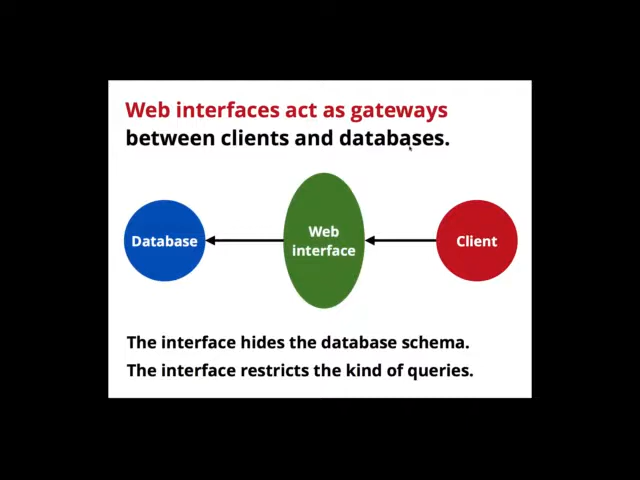 Web interfaces act as gateways
between clients and databases.
Database
Web
interface
Client
The interface hides the database schema.
The interface restricts the kind of queries.